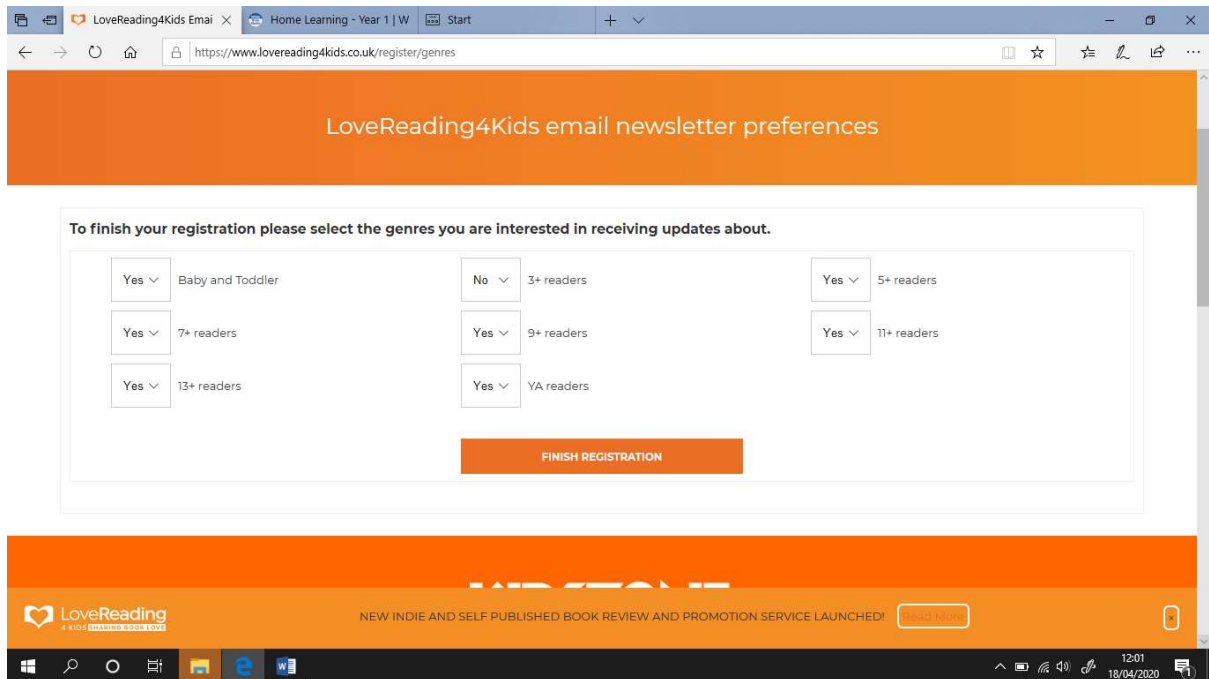 LoveReading4Kids Emai
Home Learning - Year 1 | W
Start
https://www.lovereading4kids.co.uk/register/genres
LoveReading4Kids email newsletter preferences
To finish your registration please select the genres you are interested in receiving updates about.
Yes Baby and Toddler
No 3+ readers
Yes 5+ readers
Yes 7+ readers
Yes 9+ readers
Yes 11+ readers
Yes 13+ readers
Yes YA readers
FINISH REGISTRATION
LoveReading
4 KIDS SHARING BOOK LOVE
NEW INDIE AND SELF PUBLISHED BOOK REVIEW AND PROMOTION SERVICE LAUNCHED!
Read More
12:01
18/04/2020